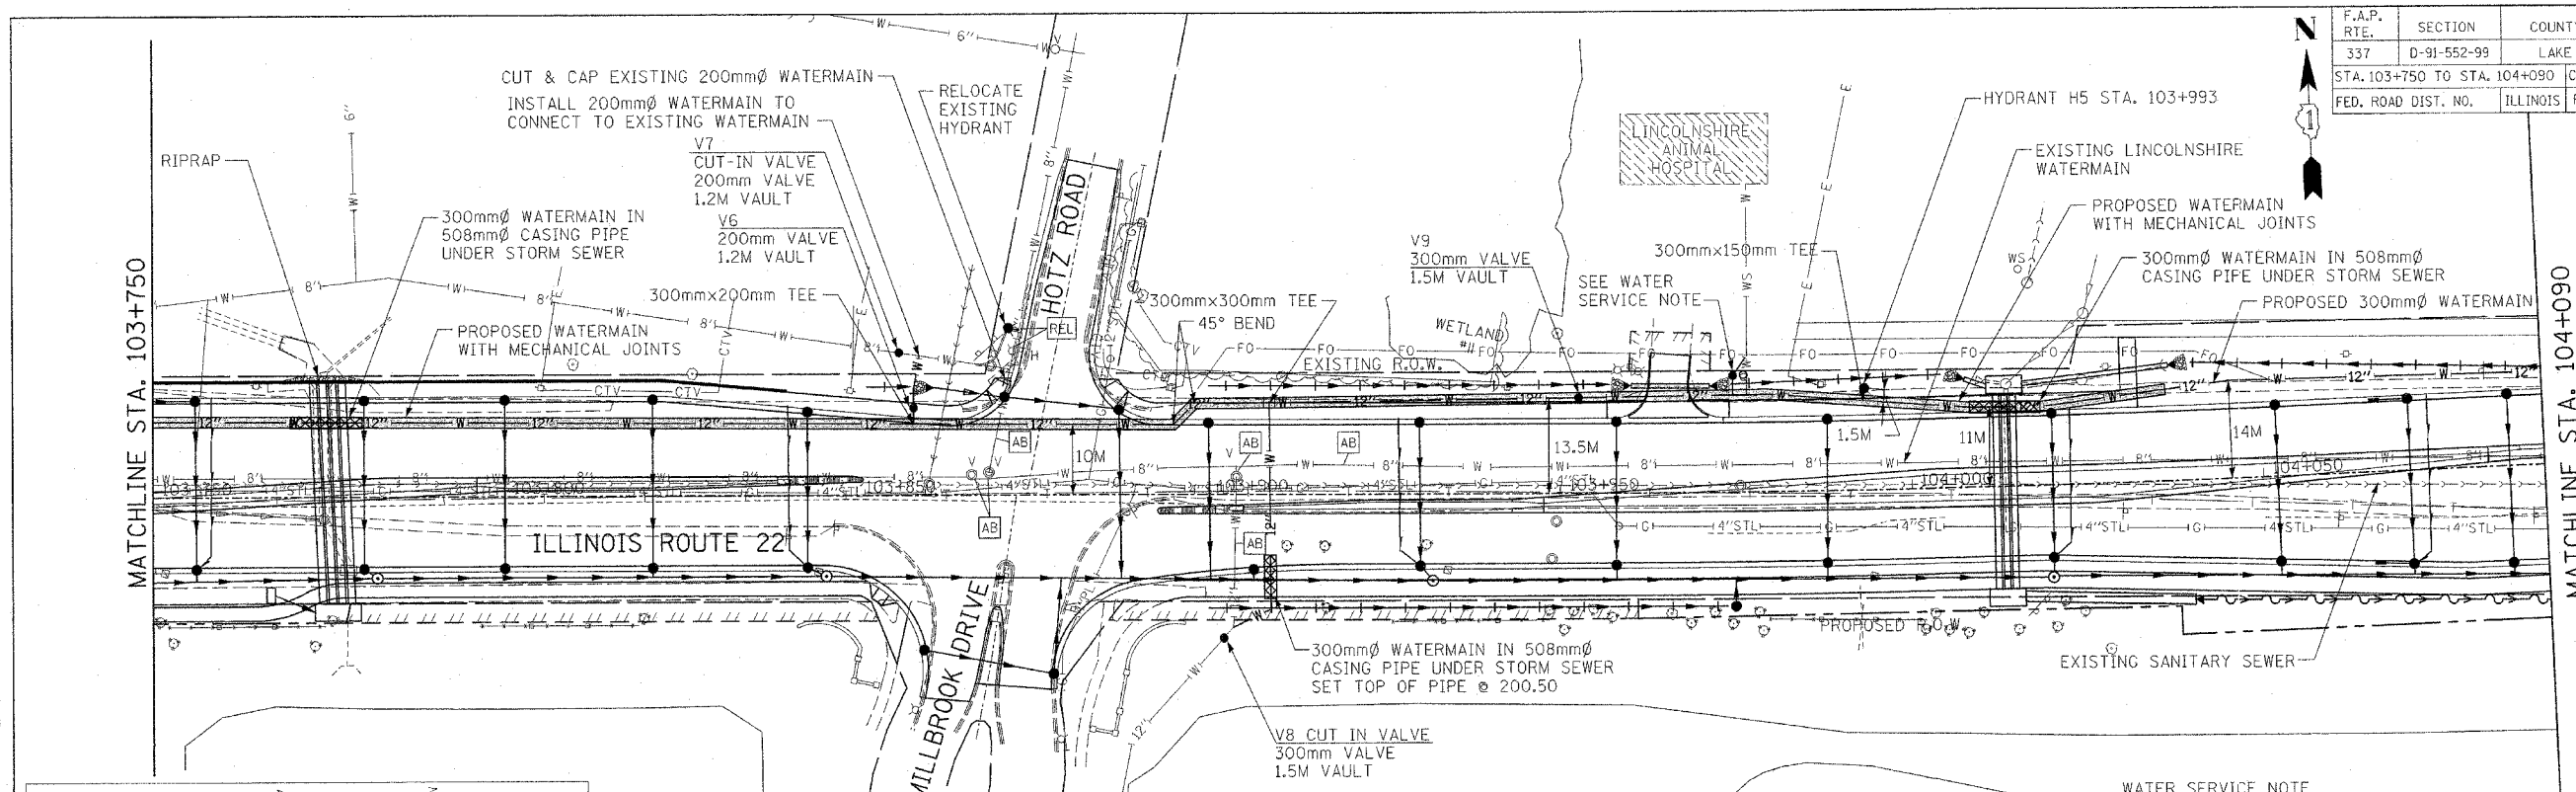 F.A.P. RTE.
SECTION
COUNT
337
D-91-552-99
LAKE
STA. 103+750 TO STA. 104+090
C
FED. ROAD DIST. NO.
ILLINOIS
N
1
CUT & CAP EXISTING 200mmØ WATERMAIN
INSTALL 200mmØ WATERMAIN TO
CONNECT TO EXISTING WATERMAIN
V7
CUT-IN VALVE
200mm VALVE
1.2M VAULT
V6
200mm VALVE
1.2M VAULT
300mmx200mm TEE
RELOCATE
EXISTING
HYDRANT
RIPRAP
300mmØ WATERMAIN IN
508mmØ CASING PIPE
UNDER STORM SEWER
PROPOSED WATERMAIN
WITH MECHANICAL JOINTS
MATCHLINE STA. 103+750
HOTZ ROAD
REL
300mmx300mm TEE
45° BEND
EXISTING R.O.W.
WETLAND
#11
V9
300mm VALVE
1.5M VAULT
SEE WATER
SERVICE NOTE
LINCOLNSHIRE
ANIMAL
HOSPITAL
300mmx150mm TEE
HYDRANT H5 STA. 103+993
EXISTING LINCOLNSHIRE
WATERMAIN
PROPOSED WATERMAIN
WITH MECHANICAL JOINTS
300mmØ WATERMAIN IN 508mmØ
CASING PIPE UNDER STORM SEWER
PROPOSED 300mmØ WATERMAIN
MATCHLINE STA. 104+090
10M
13.5M
1.5M
11M
14M
AB
AB
AB
AB
AB
103+800
103+850
103+900
103+950
104+000
104+050
ILLINOIS ROUTE 22
MILLBROOK DRIVE
300mmØ WATERMAIN IN 508mmØ
CASING PIPE UNDER STORM SEWER
SET TOP OF PIPE @ 200.50
V8 CUT IN VALVE
300mm VALVE
1.5M VAULT
PROPOSED R.O.W.
EXISTING SANITARY SEWER
WATER SERVICE NOTE